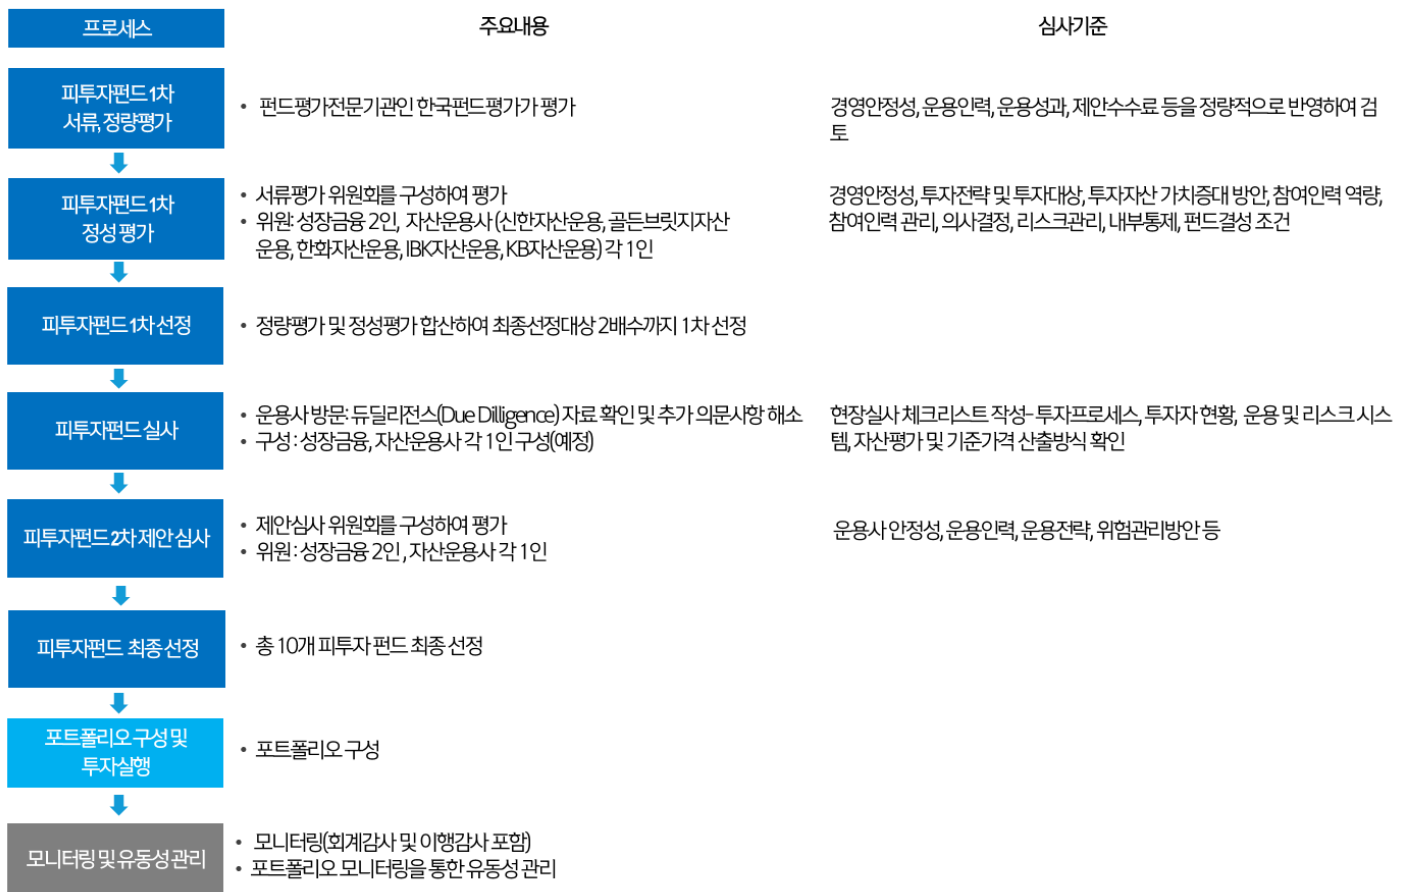 프로세스
주요내용
심사기준
피투자펀드 1차
서류, 정량평가
• 펀드평가전문기관인 한국펀드평가가 평가
경영안정성, 운용인력, 운용성과, 제안수수료 등을 정량적으로 반영하여 검
토
피투자펀드 1차
정성 평가
• 서류평가 위원회를 구성하여 평가
• 위원: 성장금융 2인, 자산운용사 (신한자산운용, 골든브릿지자산
운용, 한화자산운용, IBK자산운용, KB자산운용) 각 1인
경영안정성, 투자전략 및 투자대상, 투자자산 가치증대 방안, 참여인력 역량,
참여인력 관리, 의사결정, 리스크관리, 내부통제, 펀드결성 조건
피투자펀드 1차 선정
• 정량평가 및 정성평가 합산하여 최종선정대상 2배수까지 1차 선정
피투자펀드 실사
• 운용사 방문: 듀딜리전스(Due Dilligence) 자료 확인 및 추가 의문사항 해소
• 구성 : 성장금융, 자산운용사 각 1인 구성(예정)
현장실사 체크리스트 작성- 투자프로세스, 투자자 현황, 운용 및 리스크 시스
템, 자산평가 및 기준가격 산출방식 확인
피투자펀드 2차 제안 심사
• 제안심사 위원회를 구성하여 평가
• 위원 : 성장금융 2인 , 자산운용사 각 1인
운용사 안정성, 운용인력, 운용전략, 위험관리방안 등
피투자펀드 최종 선정
• 총 10개 피투자 펀드 최종 선정
포트폴리오 구성 및
투자실행
• 포트폴리오 구성
모니터링 및 유동성 관리
• 모니터링(회계감사 및 이행감사 포함)
• 포트폴리오 모니터링을 통한 유동성 관리